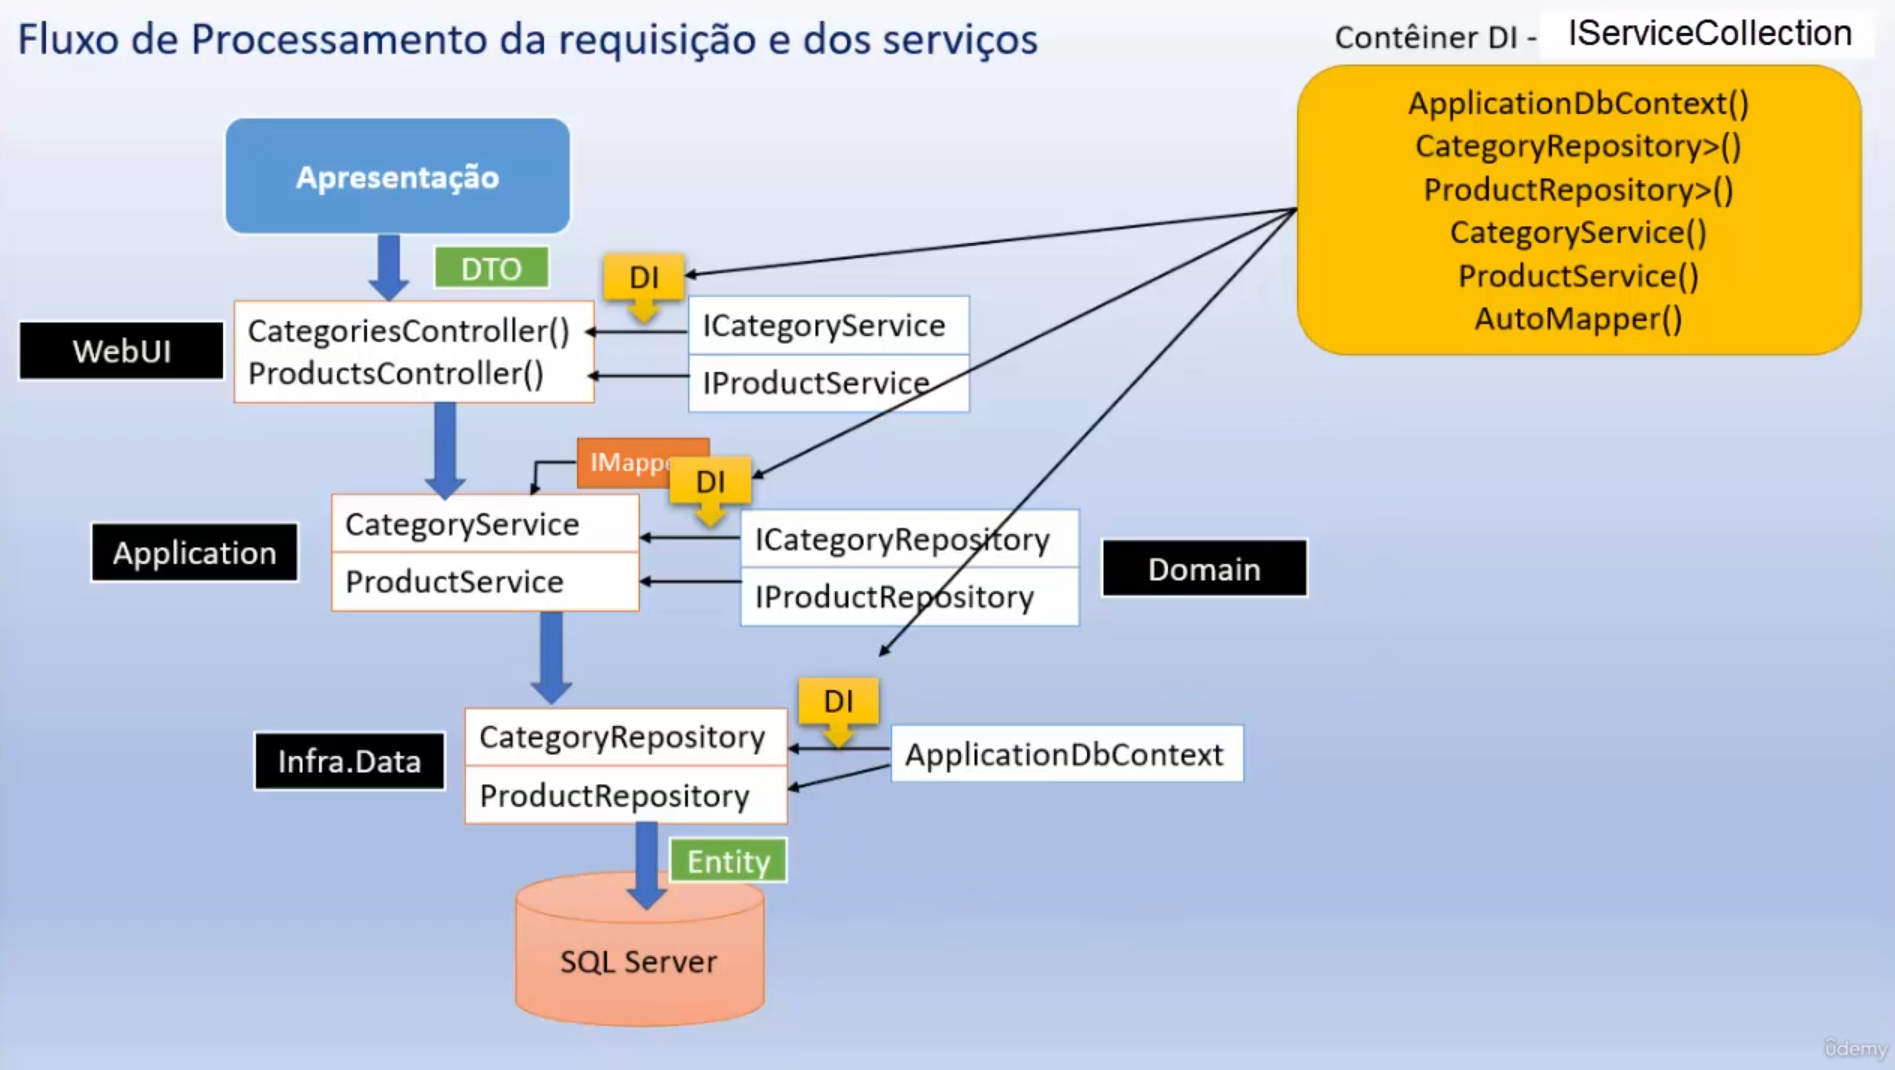 Fluxo de Processamento da requisição e dos serviços
Contêiner DI - IServiceCollection
ApplicationDbContext()
CategoryRepository>()
ProductRepository>()
CategoryService()
ProductService()
AutoMapper()
Apresentação
DTO
DI
WebUI
CategoriesController()
ProductsController()
ICategoryService
IProductService
IMappe
DI
Application
CategoryService
ProductService
ICategoryRepository
IProductRepository
Domain
DI
Infra.Data
CategoryRepository
ProductRepository
ApplicationDbContext
Entity
SQL Server
ûdemy